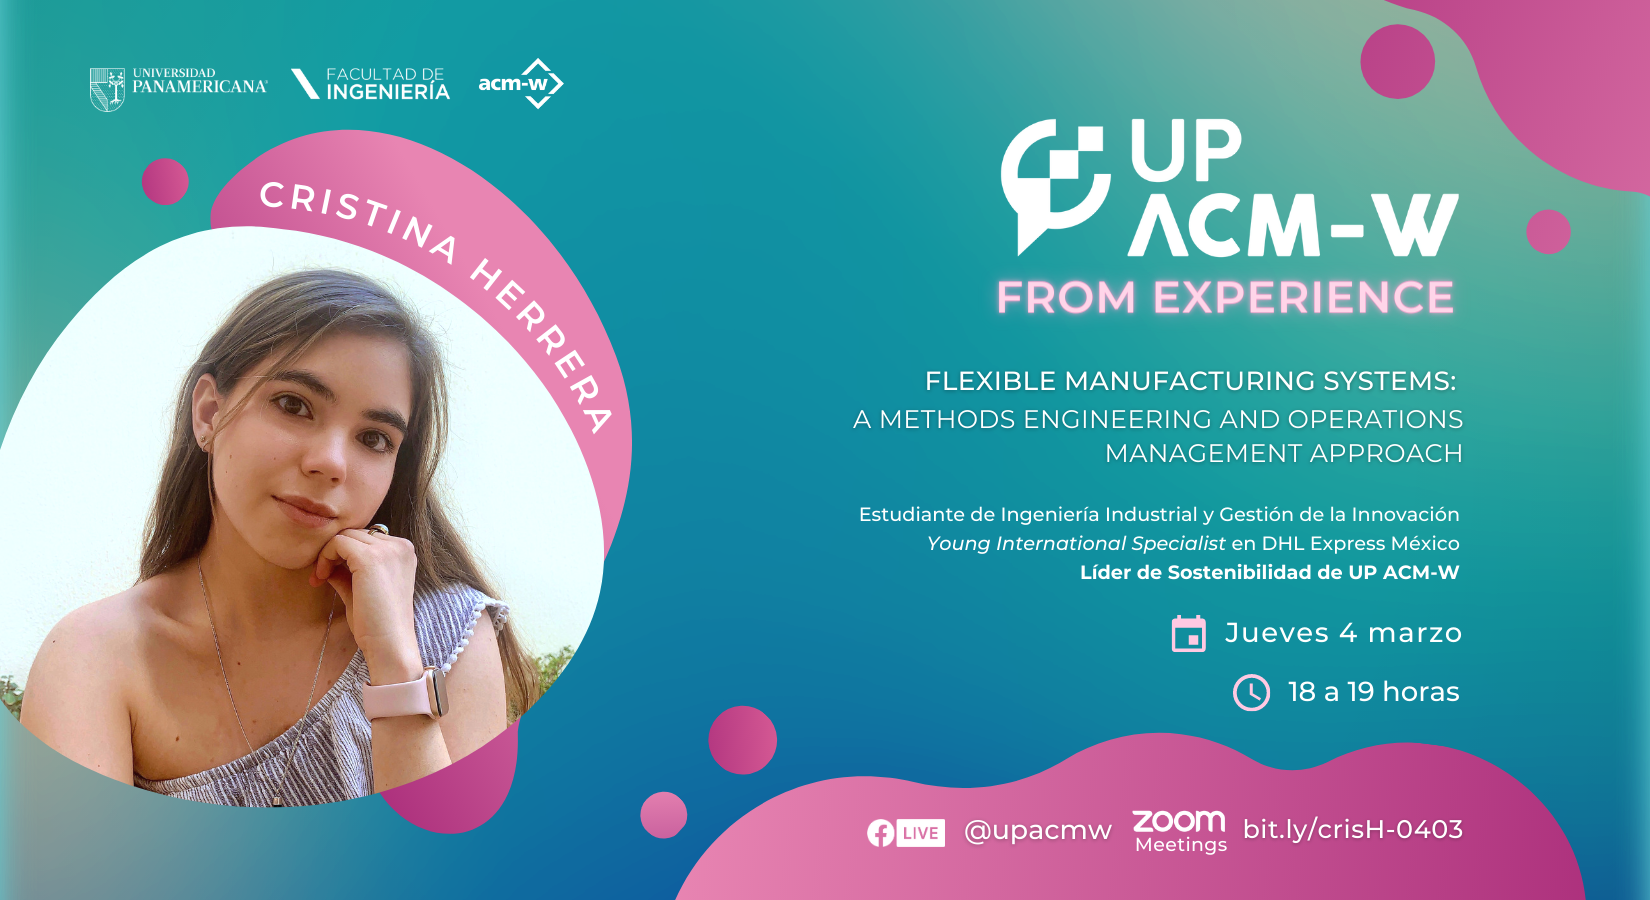 UNIVERSIDAD
PANAMERICANA
FACULTAD DE
INGENIERÍA
acm-w
CRISTINA HERRERA
UP
ACM-W
FROM EXPERIENCE
FLEXIBLE MANUFACTURING SYSTEMS:
A METHODS ENGINEERING AND OPERATIONS
MANAGEMENT APPROACH
Estudiante de Ingeniería Industrial y Gestión de la Innovación
Young International Specialist en DHL Express México
Líder de Sostenibilidad de UP ACM-W
Jueves 4 marzo
18 a 19 horas
LIVE @upacmw
zoom
Meetings
bit.ly/crisH-0403